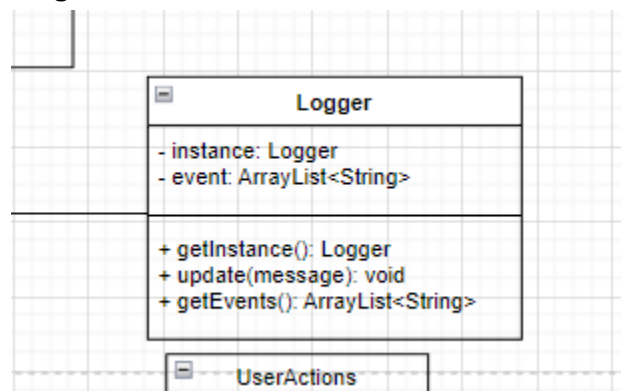 Logger
- instance: Logger
- event: ArrayList<String>
+ getInstance(): Logger
+ update(message): void
+ getEvents(): ArrayList<String>
UserActions